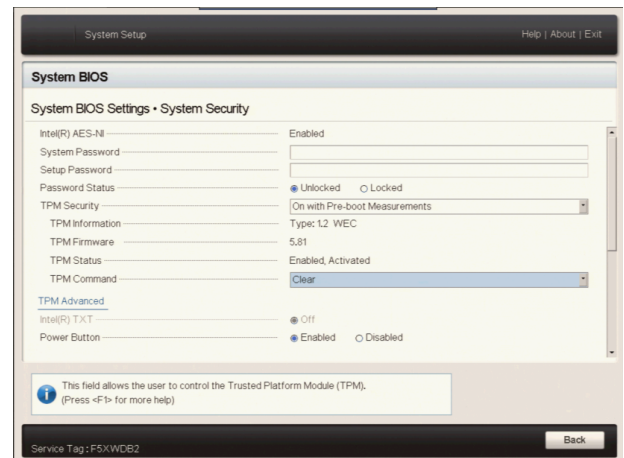 System Setup
Help | About | Exit
System BIOS
System BIOS Settings • System Security
Intel(R) AES-NI Enabled
System Password
Setup Password
Password Status Unlocked Locked
TPM Security On with Pre-boot Measurements
TPM Information Type: 1.2 WEC
TPM Firmware 5.81
TPM Status Enabled, Activated
TPM Command Clear
TPM Advanced
Intel(R) TXT Off
Power Button Enabled Disabled
This field allows the user to control the Trusted Platform Module (TPM).
(Press <F1> for more help)
Service Tag : F5XWDB2
Back